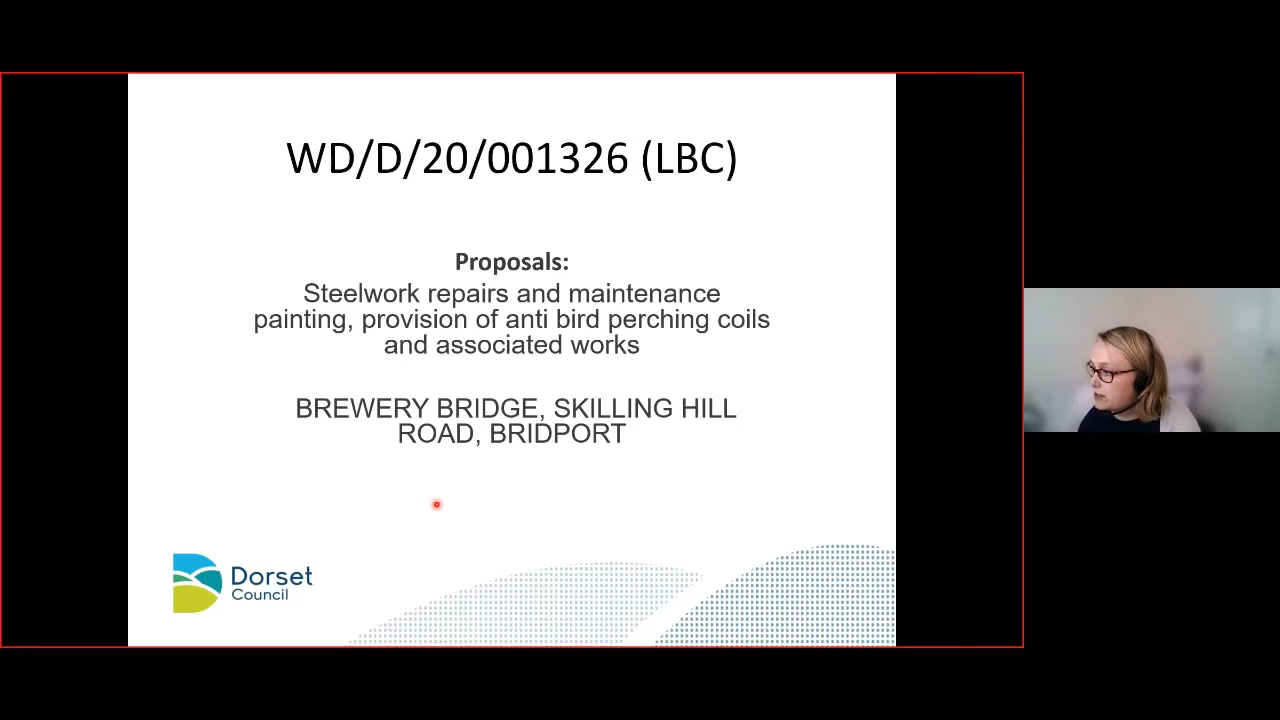 WD/D/20/001326 (LBC)
Proposals:
Steelwork repairs and maintenance
painting, provision of anti bird perching coils
and associated works
BREWERY BRIDGE, SKILLING HILL
ROAD, BRIDPORT
Dorset
Council